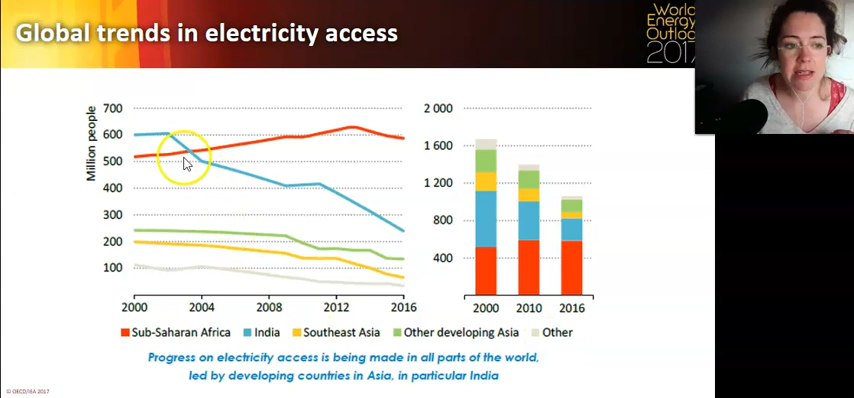 Global trends in electricity access
World
Energy
Outlook
2017
Million people
700
600
500
400
300
200
100
2000
2004
2008
2012
2016
2 000
1 600
1 200
800
400
2000
2010
2016
Sub-Saharan Africa
India
Southeast Asia
Other developing Asia
Other
Progress on electricity access is being made in all parts of the world,
led by developing countries in Asia, in particular India
© OECD/IEA 2017